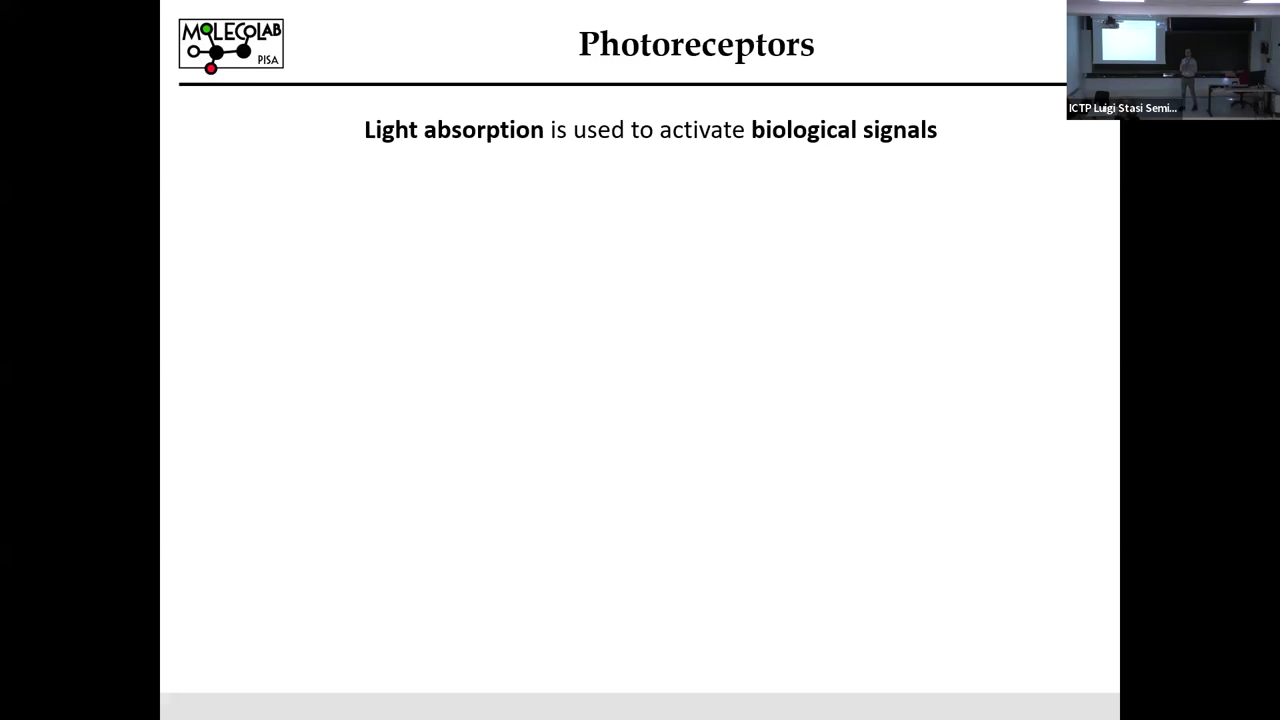 MOLECOLAB
PISA
Photoreceptors
ICTP Luigi Stasi Semi...
Light absorption is used to activate biological signals